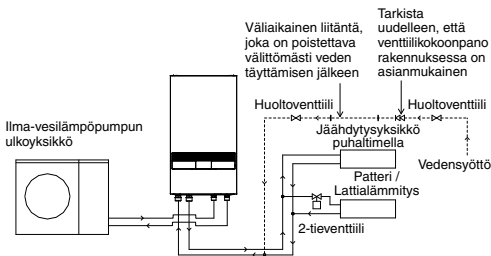 Väliaikainen liitäntä,
joka on poistettava
välittömästi veden
täyttämisen jälkeen
Tarkista
uudelleen, että
venttiilikokoonpano
rakennuksessa on
asianmukainen
Huoltoventtiili
Huoltoventtiili
Ilma-vesilämpöpumpun
ulkoyksikkö
Jäähdytysyksikkö
puhaltimella
Vedensyöttö
Patteri /
Lattialämmitys
2-tieventtiili